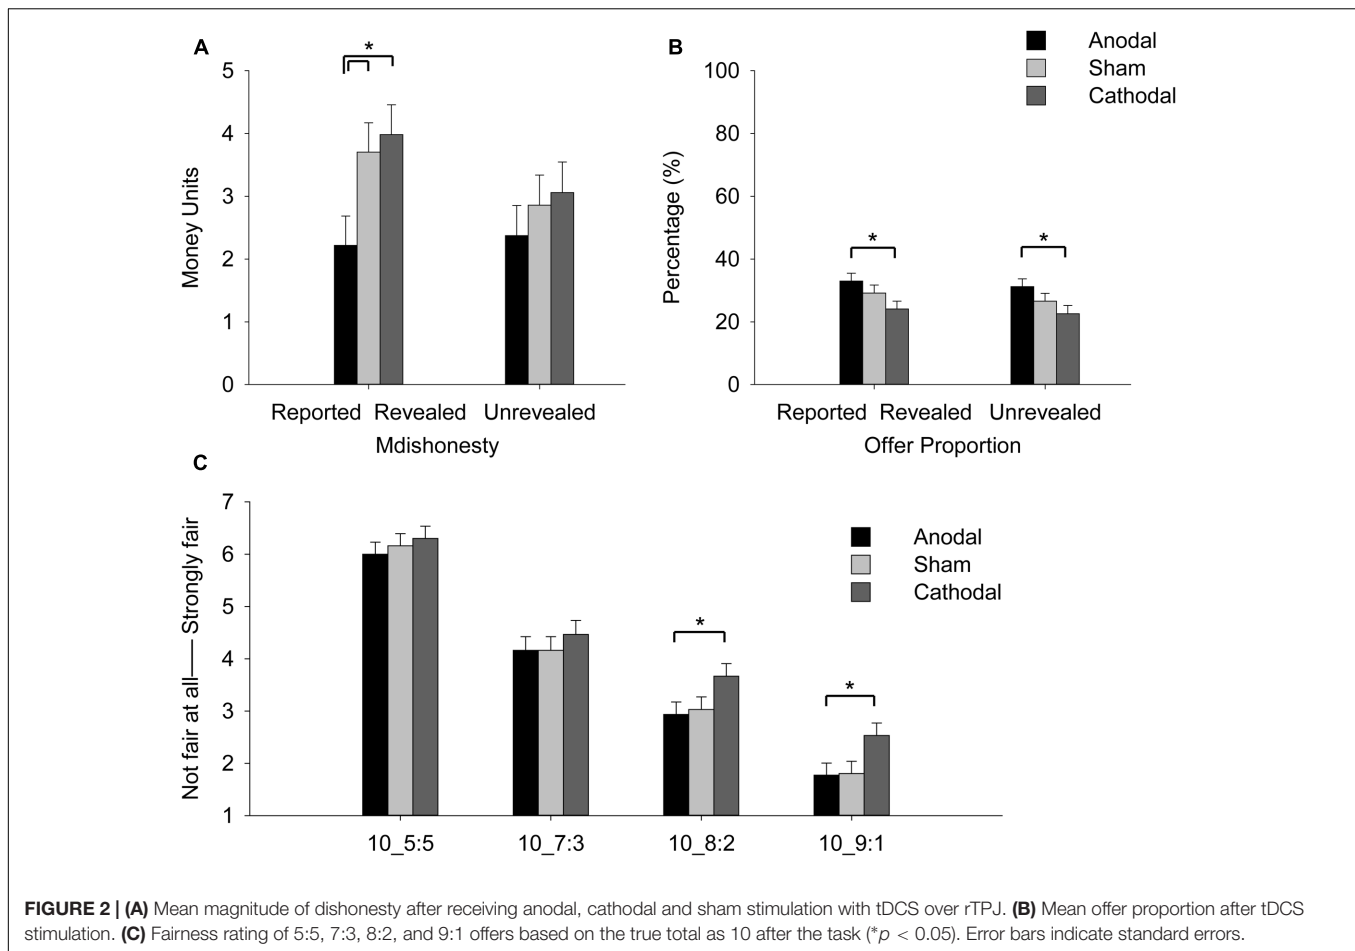 A
*
5
4
3
2
1
0
Money Units
Reported Revealed Unrevealed
Mdishonesty
B
Anodal
Sham
Cathodal
100
80
60
40
20
0
Percentage (%)
*
*
Reported Revealed Unrevealed
Offer Proportion
C
7
6
5
4
3
2
1
Not fair at all—— Strongly fair
Anodal
Sham
Cathodal
*
*
10_5:5 10_7:3 10_8:2 10_9:1
FIGURE 2 | (A) Mean magnitude of dishonesty after receiving anodal, cathodal and sham stimulation with tDCS over rTPJ. (B) Mean offer proportion after tDCS
stimulation. (C) Fairness rating of 5:5, 7:3, 8:2, and 9:1 offers based on the true total as 10 after the task (*p < 0.05). Error bars indicate standard errors.